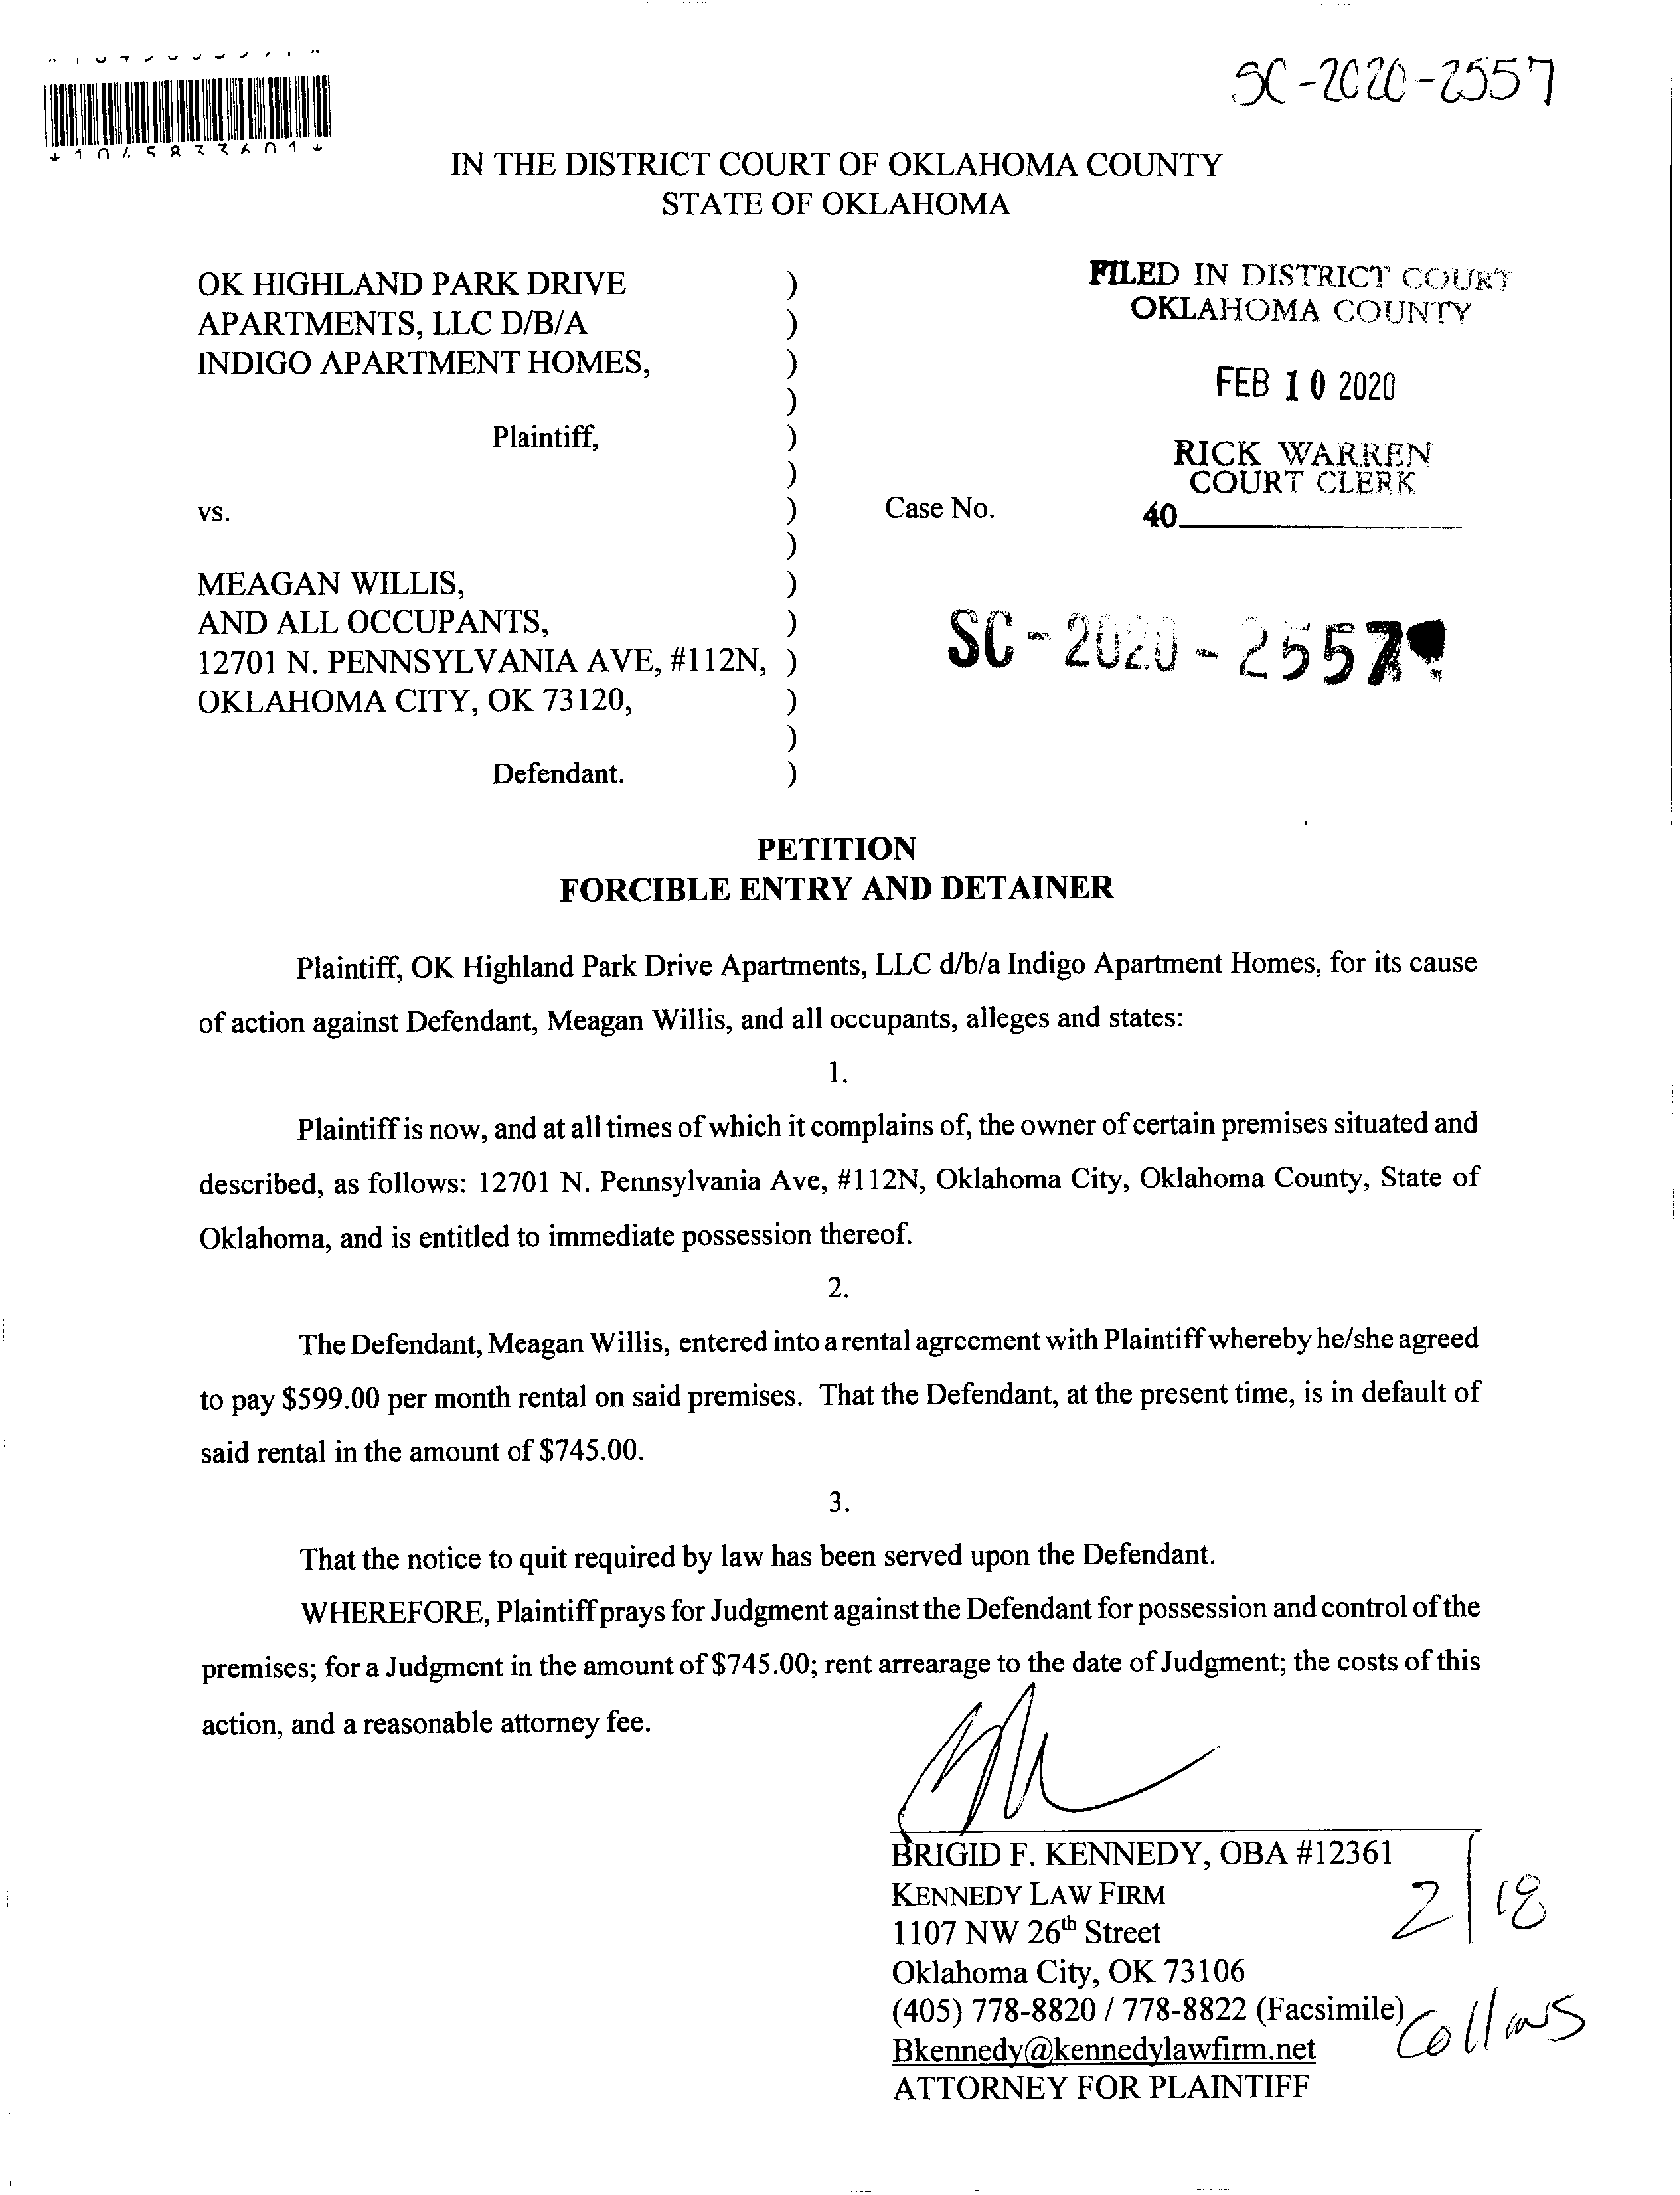 SC-2020-2557
*1045833601*
IN THE DISTRICT COURT OF OKLAHOMA COUNTY
STATE OF OKLAHOMA
OK HIGHLAND PARK DRIVE )
APARTMENTS, LLC D/B/A )
INDIGO APARTMENT HOMES, )
)
Plaintiff, )
)
vs. )
)
MEAGAN WILLIS, )
AND ALL OCCUPANTS, )
12701 N. PENNSYLVANIA AVE, #112N, )
OKLAHOMA CITY, OK 73120, )
)
Defendant. )
FILED IN DISTRICT COURT
OKLAHOMA COUNTY
FEB 10 2020
RICK WARREN
COURT CLERK
Case No.
40
SC-2020-2557
PETITION
FORCIBLE ENTRY AND DETAINER
Plaintiff, OK Highland Park Drive Apartments, LLC d/b/a Indigo Apartment Homes, for its cause
of action against Defendant, Meagan Willis, and all occupants, alleges and states:
1.
Plaintiff is now, and at all times of which it complains of, the owner of certain premises situated and
described, as follows: 12701 N. Pennsylvania Ave, #112N, Oklahoma City, Oklahoma County, State of
Oklahoma, and is entitled to immediate possession thereof.
2.
The Defendant, Meagan Willis, entered into a rental agreement with Plaintiff whereby he/she agreed
to pay $599.00 per month rental on said premises. That the Defendant, at the present time, is in default of
said rental in the amount of $745.00.
3.
That the notice to quit required by law has been served upon the Defendant.
WHEREFORE, Plaintiff prays for Judgment against the Defendant for possession and control of the
premises; for a Judgment in the amount of $745.00; rent arrearage to the date of Judgment; the costs of this
action, and a reasonable attorney fee.
BRIGID F. KENNEDY, OBA #12361
KENNEDY LAW FIRM
1107 NW 26th Street
Oklahoma City, OK 73106
(405) 778-8820 / 778-8822 (Facsimile)
Bkennedy@kennedylawfirm.net
ATTORNEY FOR PLAINTIFF
2/18
Collins